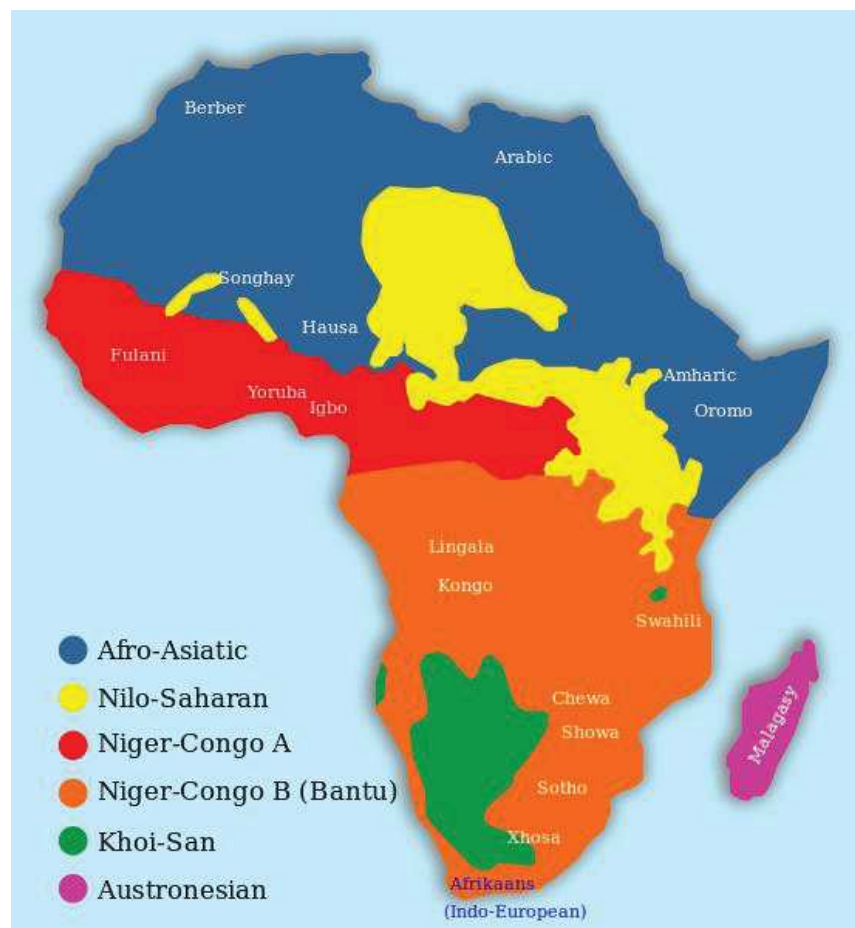 Berber
Arabic
Songhay
Hausa
Fulani
Amharic
Yoruba
Igbo
Oromo
Lingala
Kongo
Swahili
Afro-Asiatic
Nilo-Saharan
Niger-Congo A
Niger-Congo B (Bantu)
Khoi-San
Austronesian
Chewa
Showa
Malagasy
Sotho
Xhosa
Afrikaans
(Indo-European)